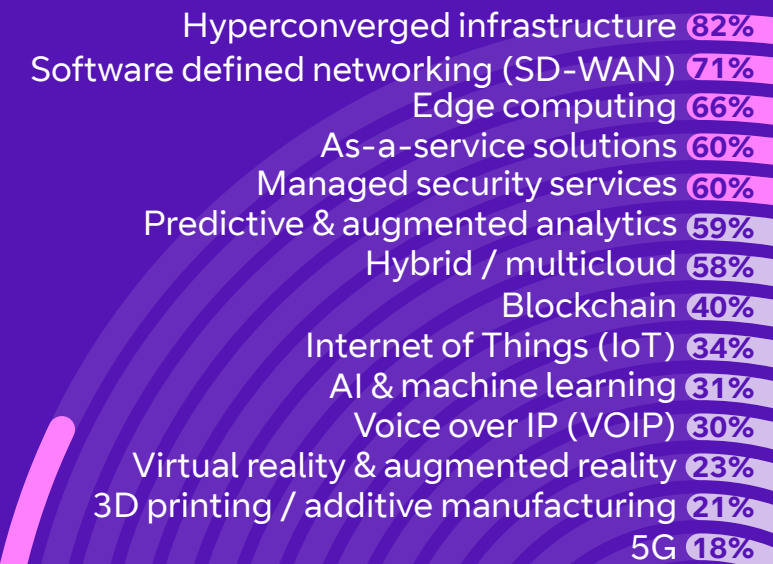 Hyperconverged infrastructure 82%
Software defined networking (SD-WAN) 71%
Edge computing 66%
As-a-service solutions 60%
Managed security services 60%
Predictive & augmented analytics 59%
Hybrid / multicloud 58%
Blockchain 40%
Internet of Things (IoT) 34%
AI & machine learning 31%
Voice over IP (VOIP) 30%
Virtual reality & augmented reality 23%
3D printing / additive manufacturing 21%
5G 18%